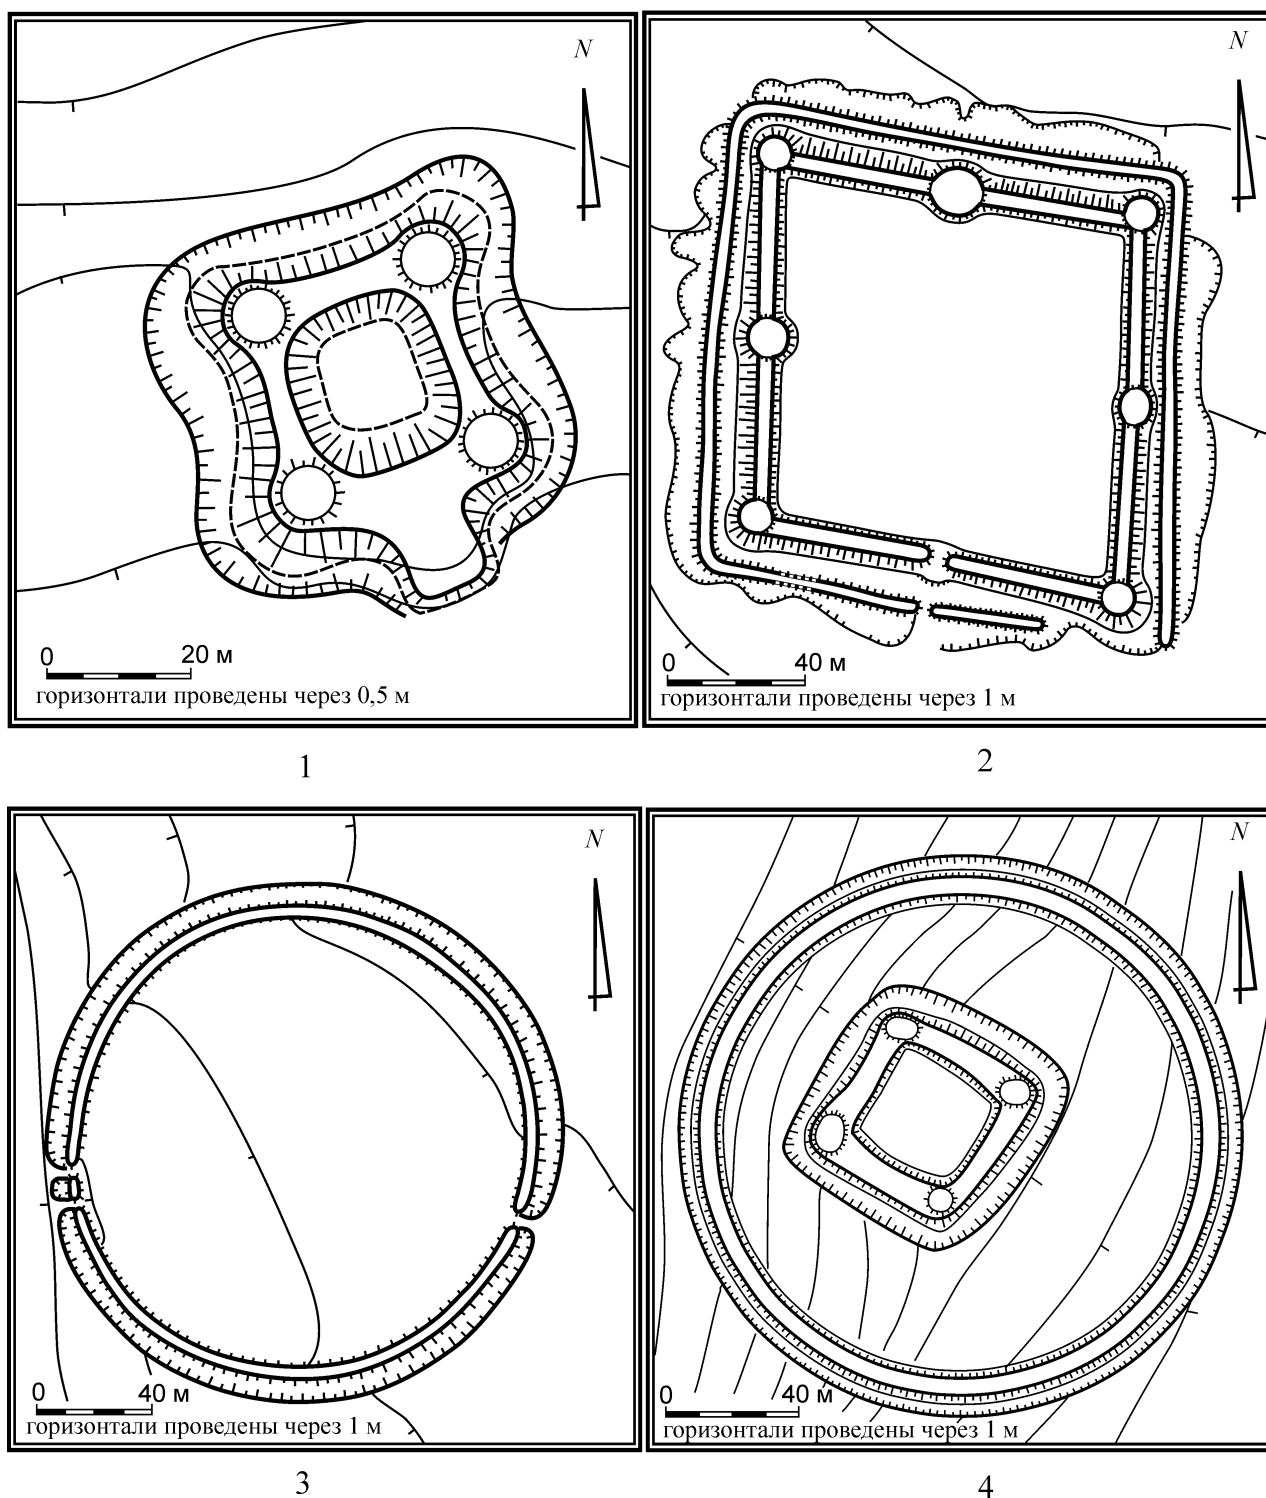 N
0 20 м
горизонтали проведены через 0,5 м
1
N
0 40 м
горизонтали проведены через 1 м
2
N
0 40 м
горизонтали проведены через 1 м
3
N
0 40 м
горизонтали проведены через 1 м
4